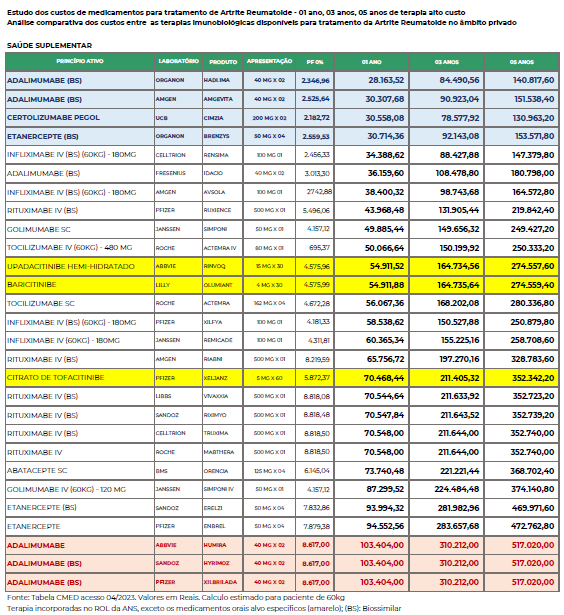 Estudo dos custos de medicamentos para tratamento de Artrite Reumatoide - 01 ano, 03 anos, 05 anos de terapia alto custo
Análise comparativa dos custos entre as terapias imunobiológicas disponíveis para tratamento da Artrite Reumatoide no âmbito privado
SAÚDE SUPLEMENTAR
PRINCÍPIO ATIVO LABORATÓRIO PRODUTO APRESENTAÇÃO PF 0% 01 ANO 03 ANOS 05 ANOS
ADALIMUMABE (BS) ORGANON HADLIMA 40 MG X 02 2.346,96 28.163,52 84.490,56 140.817,60
ADALIMUMABE (BS) AMGEN AMGEVITA 40 MG X 02 2.525,64 30.307,68 90.923,04 151.538,40
CERTOLIZUMABE PEGOL UCB CIMZIA 200 MG X 02 2.182,72 30.558,08 78.577,92 130.963,20
ETANERCEPTE (BS) ORGANON BRENZYS 50 MG X 04 2.559,53 30.714,36 92.143,08 153.571,80
INFLIXIMABE IV (BS) (60KG) - 180MG CELLTRION REMSIMA 100 MG 01 2.456,33 34.388,62 88.427,88 147.379,80
ADALIMUMABE (BS) FRESENIUS IDACIO 40 MG X 02 3.013,30 36.159,60 108.478,80 180.798,00
INFLIXIMABE IV (BS) (60KG) - 180MG AMGEN AVSOLA 100 MG 01 2742,88 38.400,32 98.743,68 164.572,80
RITUXIMABE IV (BS) PFIZER RUXIENCE 500 MG X 01 5.496,06 43.968,48 131.905,44 219.842,40
GOLIMUMABE SC JANSSEN SIMPONI 50 MG X 01 4.157,12 49.885,44 149.656,32 249.427,20
TOCILIZUMABE IV (60KG) - 480 MG ROCHE ACTEMRA IV 80 MG X 01 695,37 50.066,64 150.199,92 250.333,20
UPADACITINIBE HEMI-HIDRATADO ABBVIE RINVOQ 15 MG X 30 4.575,96 54.911,52 164.734,56 274.557,60
BARICITINIBE LILLY OLUMIANT 4 MG X 30 4.575,99 54.911,88 164.735,64 274.559,40
TOCILIZUMABE SC ROCHE ACTEMRA 162 MG X 04 4.672,28 56.067,36 168.202,08 280.336,80
INFLIXIMABE IV (BS) (60KG) - 180MG PFIZER XILFYA 100 MG 01 4.181,33 58.538,62 150.527,88 250.879,80
INFLIXIMABE IV (60KG) - 180MG JANSSEN REMICADE 100 MG 01 4.311,81 60.365,34 155.225,16 258.708,60
RITUXIMABE IV (BS) AMGEN RIABNI 500 MG X 01 8.219,59 65.756,72 197.270,16 328.783,60
CITRATO DE TOFACITINIBE PFIZER XELJANZ 5 MG X 60 5.872,37 70.468,44 211.405,32 352.342,20
RITUXIMABE IV (BS) LIBBS VIVAXXIA 500 MG X 01 8.818,08 70.544,64 211.633,92 352.723,20
RITUXIMABE IV (BS) SANDOZ RIXIMYO 500 MG X 01 8.818,48 70.547,84 211.643,52 352.739,20
RITUXIMABE IV (BS) CELLTRION TRUXIMA 500 MG X 01 8.818,50 70.548,00 211.644,00 352.740,00
RITUXIMABE IV ROCHE MABTHERA 500 MG X 01 8.818,50 70.548,00 211.644,00 352.740,00
ABATACEPTE SC BMS ORENCIA 125 MG X 04 6.145,04 73.740,48 221.221,44 368.702,40
GOLIMUMABE IV (60KG) - 120 MG JANSSEN SIMPONI IV 50 MG X 01 4.157,12 87.299,52 224.484,48 374.140,80
ETANERCEPTE (BS) SANDOZ ERELZI 50 MG X 04 7.832,86 93.994,32 281.982,96 469.971,60
ETANERCEPTE PFIZER ENBREL 50 MG X 04 7.879,38 94.552,56 283.657,68 472.762,80
ADALIMUMABE ABBVIE HUMIRA 40 MG X 02 8.617,00 103.404,00 310.212,00 517.020,00
ADALIMUMABE (BS) SANDOZ HYRIMOZ 40 MG X 02 8.617,00 103.404,00 310.212,00 517.020,00
ADALIMUMABE (BS) PFIZER XILBRILADA 40 MG X 02 8.617,00 103.404,00 310.212,00 517.020,00
Fonte: Tabela CMED acesso 04/2023. Valores em Reais. Calculo estimado para paciente de 60kg
Terapia incorporadas no ROL da ANS, exceto os medicamentos orais alvo específicos (amarelo); (BS): Biossimilar